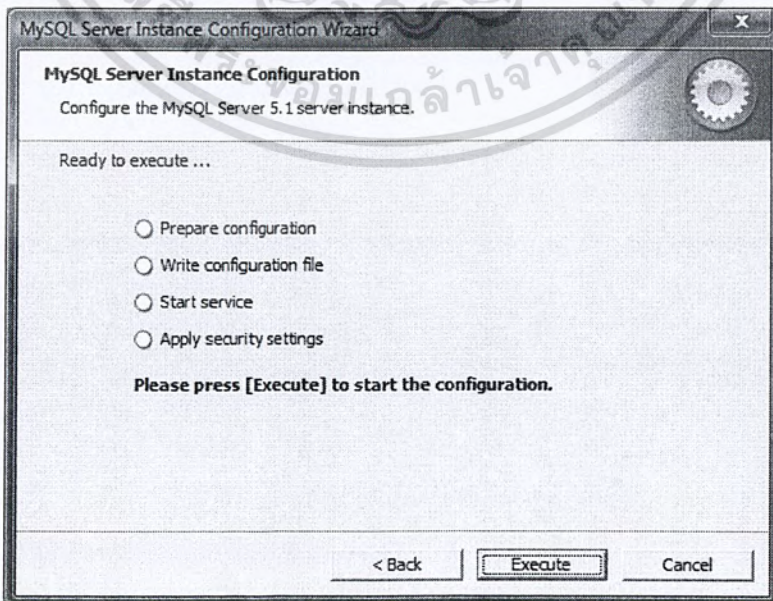 MySQL Server Instance Configuration Wizard
MySQL Server Instance Configuration
Configure the MySQL Server 5.1 server instance.
Ready to execute ...
Prepare configuration
Write configuration file
Start service
Apply security settings
Please press [Execute] to start the configuration.
< Back
Execute
Cancel